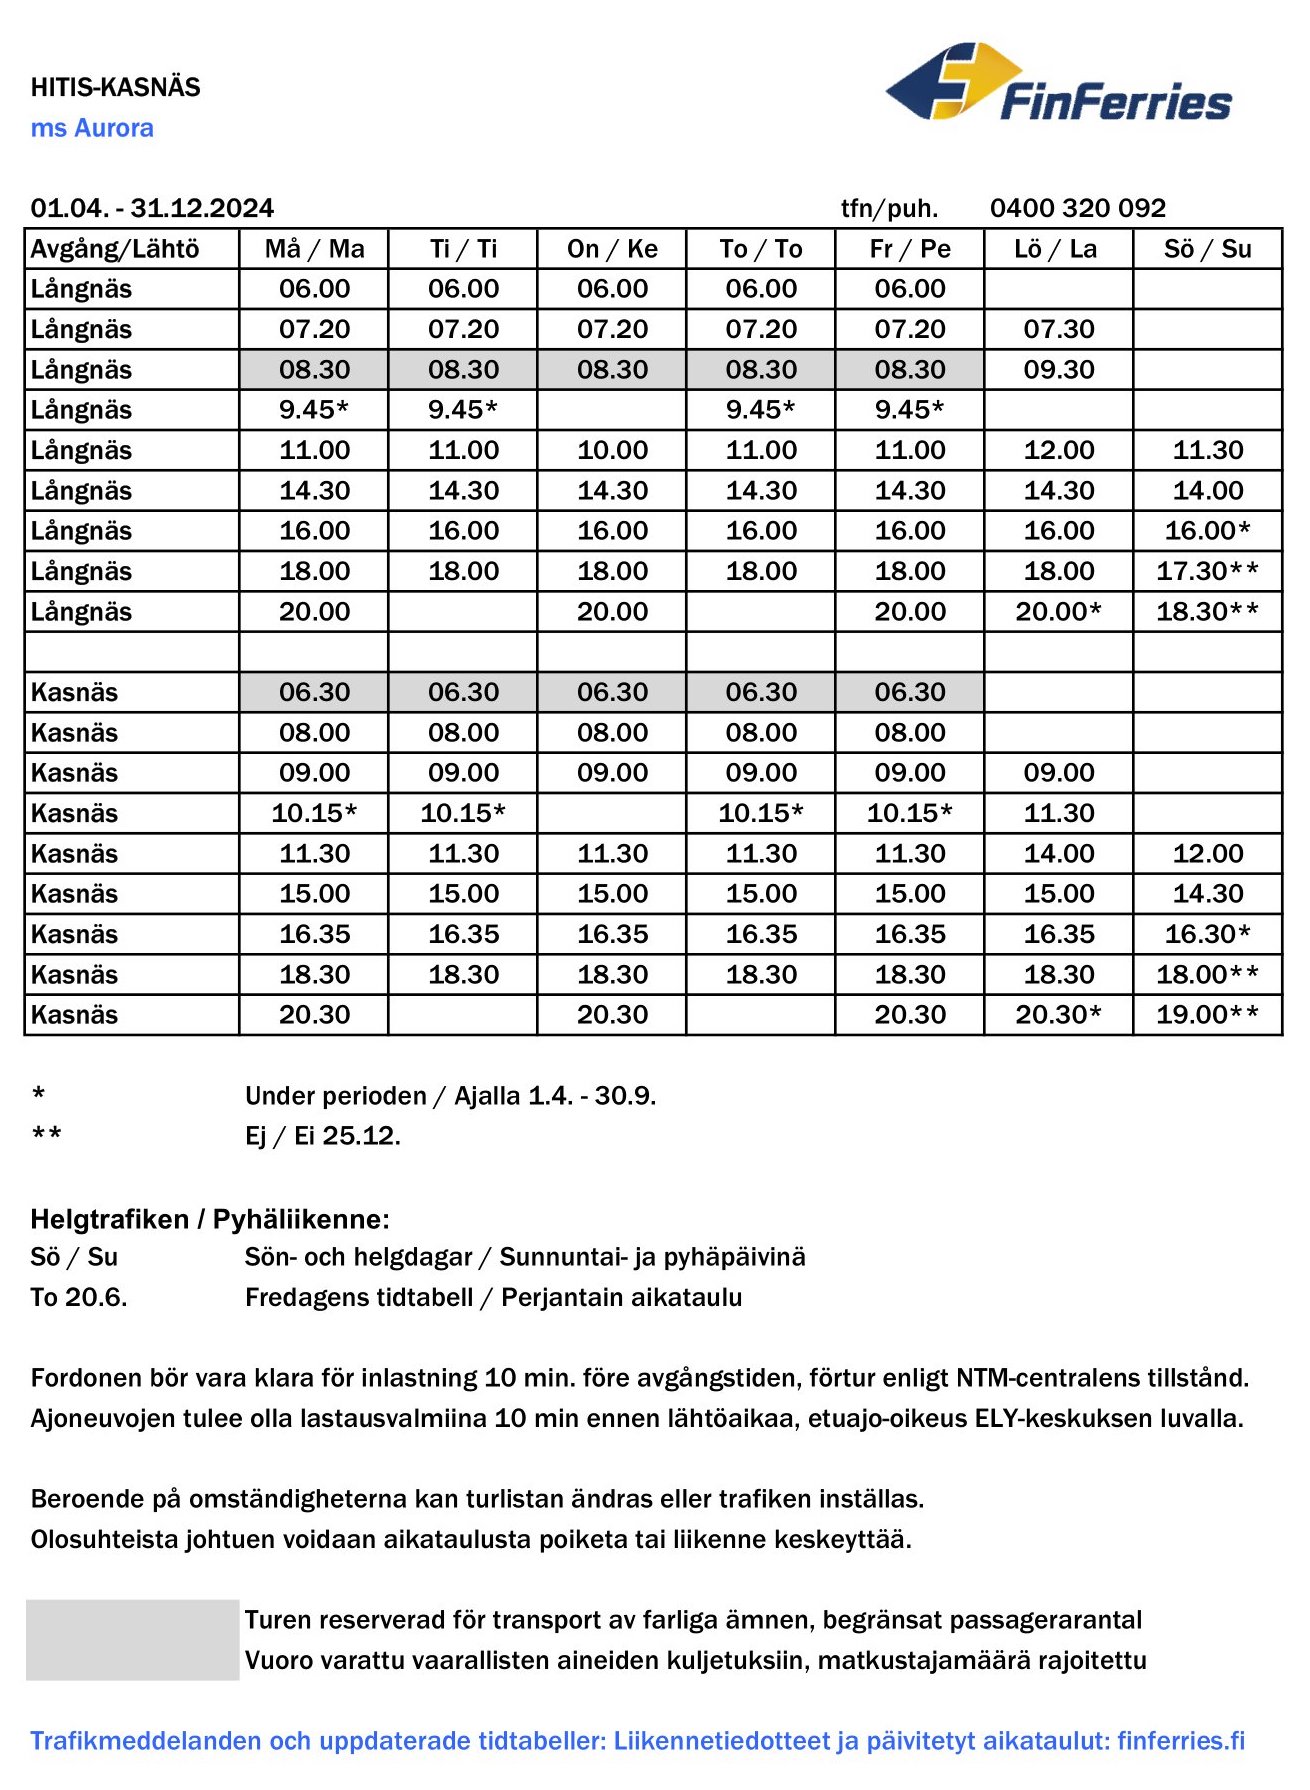 HITIS-KASNÄS
FinFerries
ms Aurora
01.04. - 31.12.2024 tfn/puh. 0400 320 092
Avgång/Lähtö Må / Ma Ti / Ti On / Ke To / To Fr / Pe Lö / La Sö / Su
Långnäs 06.00 06.00 06.00 06.00 06.00
Långnäs 07.20 07.20 07.20 07.20 07.20 07.30
Långnäs 08.30 08.30 08.30 08.30 08.30 09.30
Långnäs 9.45* 9.45* 9.45* 9.45*
Långnäs 11.00 11.00 10.00 11.00 11.00 12.00 11.30
Långnäs 14.30 14.30 14.30 14.30 14.30 14.30 14.00
Långnäs 16.00 16.00 16.00 16.00 16.00 16.00 16.00*
Långnäs 18.00 18.00 18.00 18.00 18.00 18.00 17.30**
Långnäs 20.00 20.00 20.00 20.00* 18.30**
Kasnäs 06.30 06.30 06.30 06.30 06.30
Kasnäs 08.00 08.00 08.00 08.00 08.00
Kasnäs 09.00 09.00 09.00 09.00 09.00 09.00
Kasnäs 10.15* 10.15* 10.15* 10.15* 11.30
Kasnäs 11.30 11.30 11.30 11.30 11.30 14.00 12.00
Kasnäs 15.00 15.00 15.00 15.00 15.00 15.00 14.30
Kasnäs 16.35 16.35 16.35 16.35 16.35 16.35 16.30*
Kasnäs 18.30 18.30 18.30 18.30 18.30 18.30 18.00**
Kasnäs 20.30 20.30 20.30 20.30* 19.00**
* Under perioden / Ajalla 1.4. - 30.9.
** Ej / Ei 25.12.
Helgtrafiken / Pyhäliikenne:
Sö / Su Sön- och helgdagar / Sunnuntai- ja pyhäpäivinä
To 20.6. Fredagens tidtabell / Perjantain aikataulu
Fordonen bör vara klara för inlastning 10 min. före avgångstiden, förtur enligt NTM-centralens tillstånd.
Ajoneuvojen tulee olla lastausvalmiina 10 min ennen lähtöaikaa, etuajo-oikeus ELY-keskuksen luvalla.
Beroende på omständigheterna kan turlistan ändras eller trafiken inställas.
Olosuhteista johtuen voidaan aikataulusta poiketa tai liikenne keskeyttää.
Turen reserverad för transport av farliga ämnen, begränsat passagerarantal
Vuoro varattu vaarallisten aineiden kuljetuksiin, matkustajamäärä rajoitettu
Trafikmeddelanden och uppdaterade tidtabeller: Liikennetiedotteet ja päivitetyt aikataulut: finferries.fi